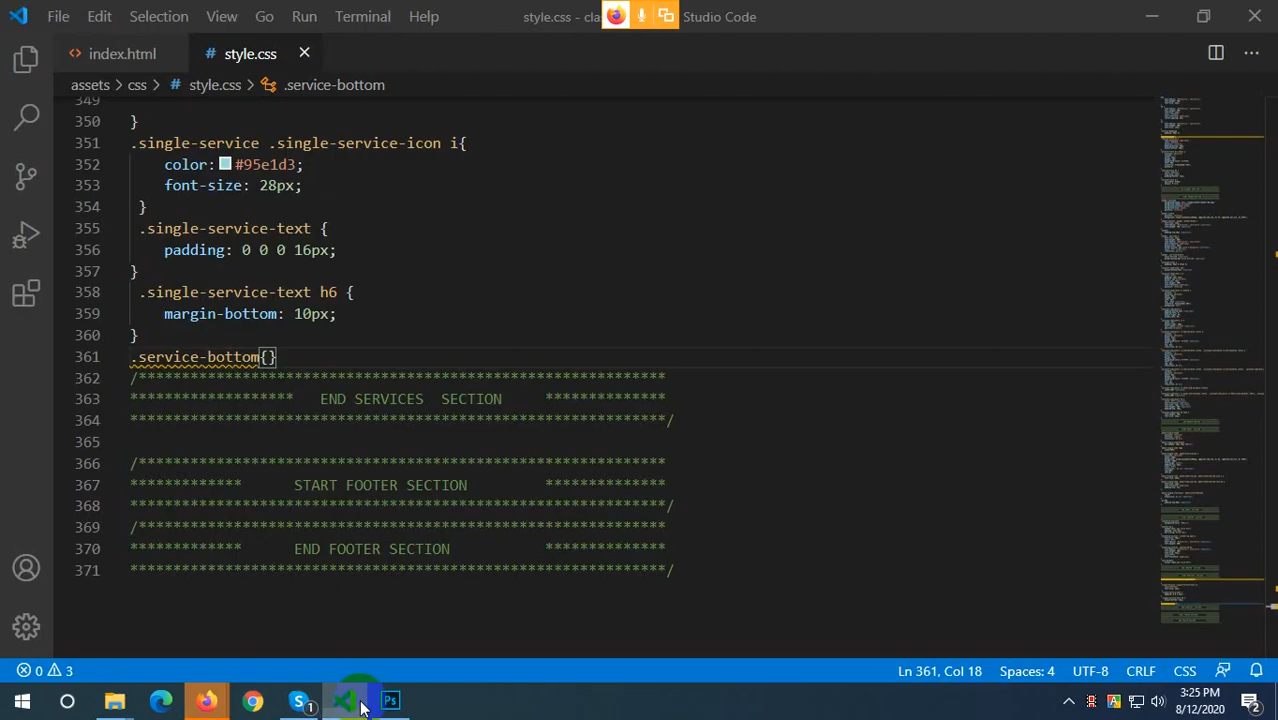 File Edit Selection View Go Run Terminal Help style.css - cla Studio Code
index.html # style.css
assets > css > # style.css > .service-bottom
349
350 }
351 .single-service .single-service-icon i{
352 color: #95e1d3;
353 font-size: 28px;
354 }
355 .single-service-text {
356 padding: 0 0 0 16px;
357 }
358 .single-service-text h6 {
359 margin-bottom: 10px;
360 }
361 .service-bottom{}
362 /**************************************************************
363 ******************* END SERVICES SECTION **************
364 **************************************************************/
365
366 /**************************************************************
367 ************* START FOOTER SECTION **************
368 **************************************************************/
369 /**************************************************************
370 ************* END FOOTER SECTION **************
371 **************************************************************/
0 3 Ln 361, Col 18 Spaces: 4 UTF-8 CRLF CSS
S 1 Ps A 3:25 PM
8/12/2020 2